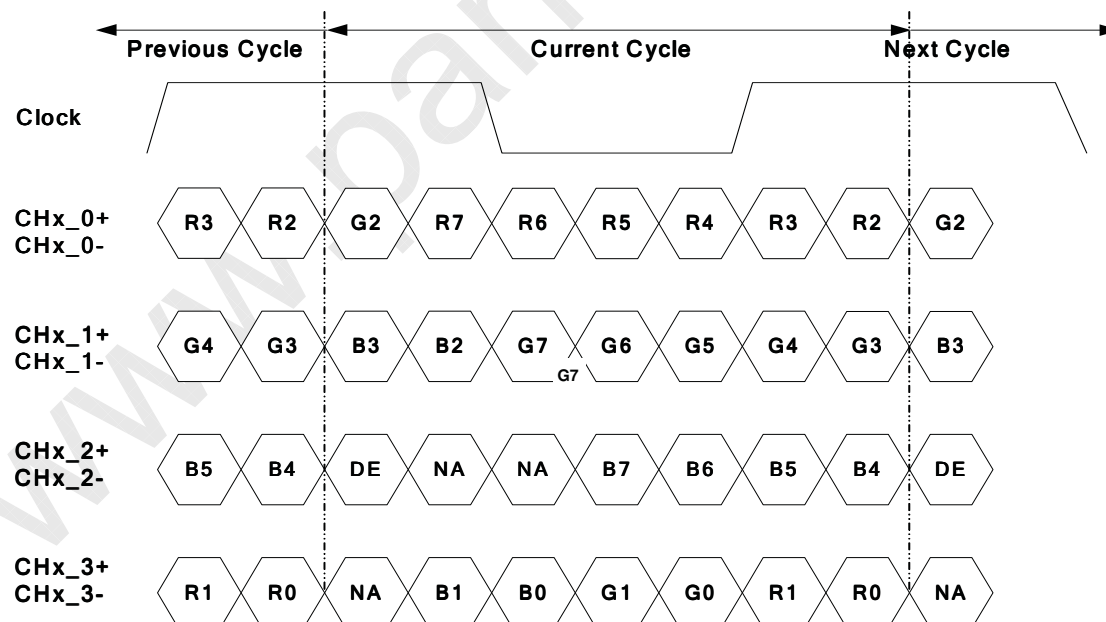 Previous Cycle Current Cycle Next Cycle
Clock
CHx_0+
CHx_0-
R3 R2 G2 R7 R6 R5 R4 R3 R2 G2
CHx_1+
CHx_1-
G4 G3 B3 B2 G7 G6 G5 G4 G3 B3
G7
CHx_2+
CHx_2-
B5 B4 DE NA NA B7 B6 B5 B4 DE
CHx_3+
CHx_3-
R1 R0 NA B1 B0 G1 G0 R1 R0 NA
www.pan